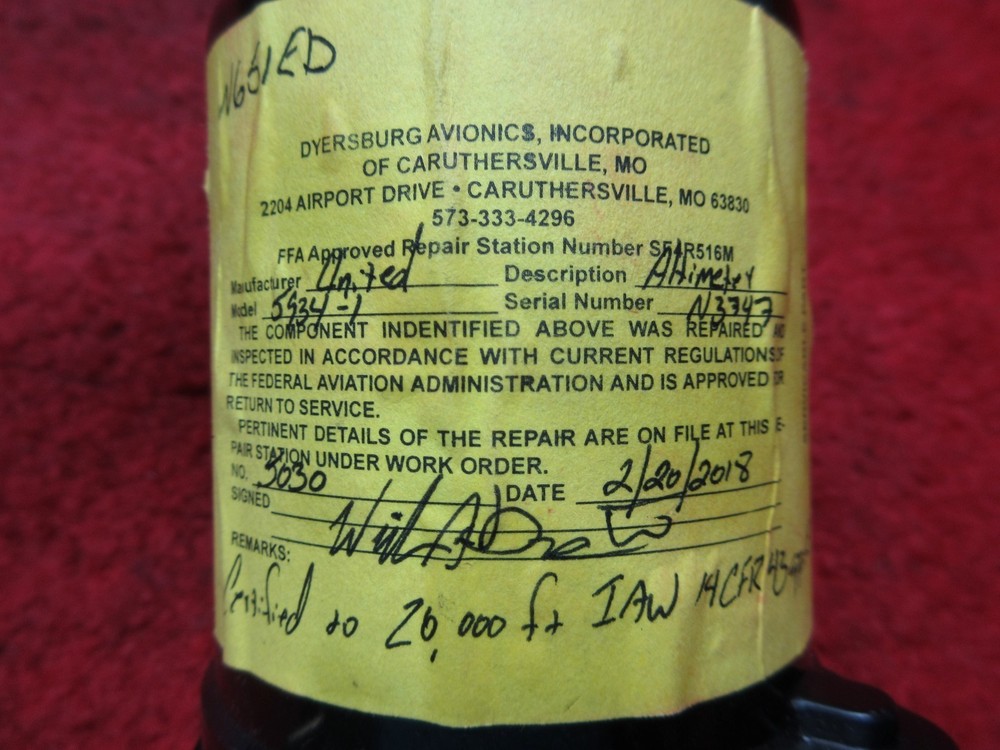 N651ED
DYERSBURG AVIONICS, INCORPORATED
OF CARUTHERSVILLE, MO
2204 AIRPORT DRIVE • CARUTHERSVILLE, MO 63830
573-333-4296
FFA Approved Repair Station Number SF4R516M
Manufacturer United Description Altimeter
Model 5934-1 Serial Number N3747
THE COMPONENT INDENTIFIED ABOVE WAS REPAIRED
INSPECTED IN ACCORDANCE WITH CURRENT REGULATIONS OF
THE FEDERAL AVIATION ADMINISTRATION AND IS APPROVED
RETURN TO SERVICE.
PERTINENT DETAILS OF THE REPAIR ARE ON FILE AT THIS E-
PAIR STATION UNDER WORK ORDER.
NO. 5030 DATE 2/20/2018
SIGNED
REMARKS:
Certified to 20,000 ft IAW 14CFR 43